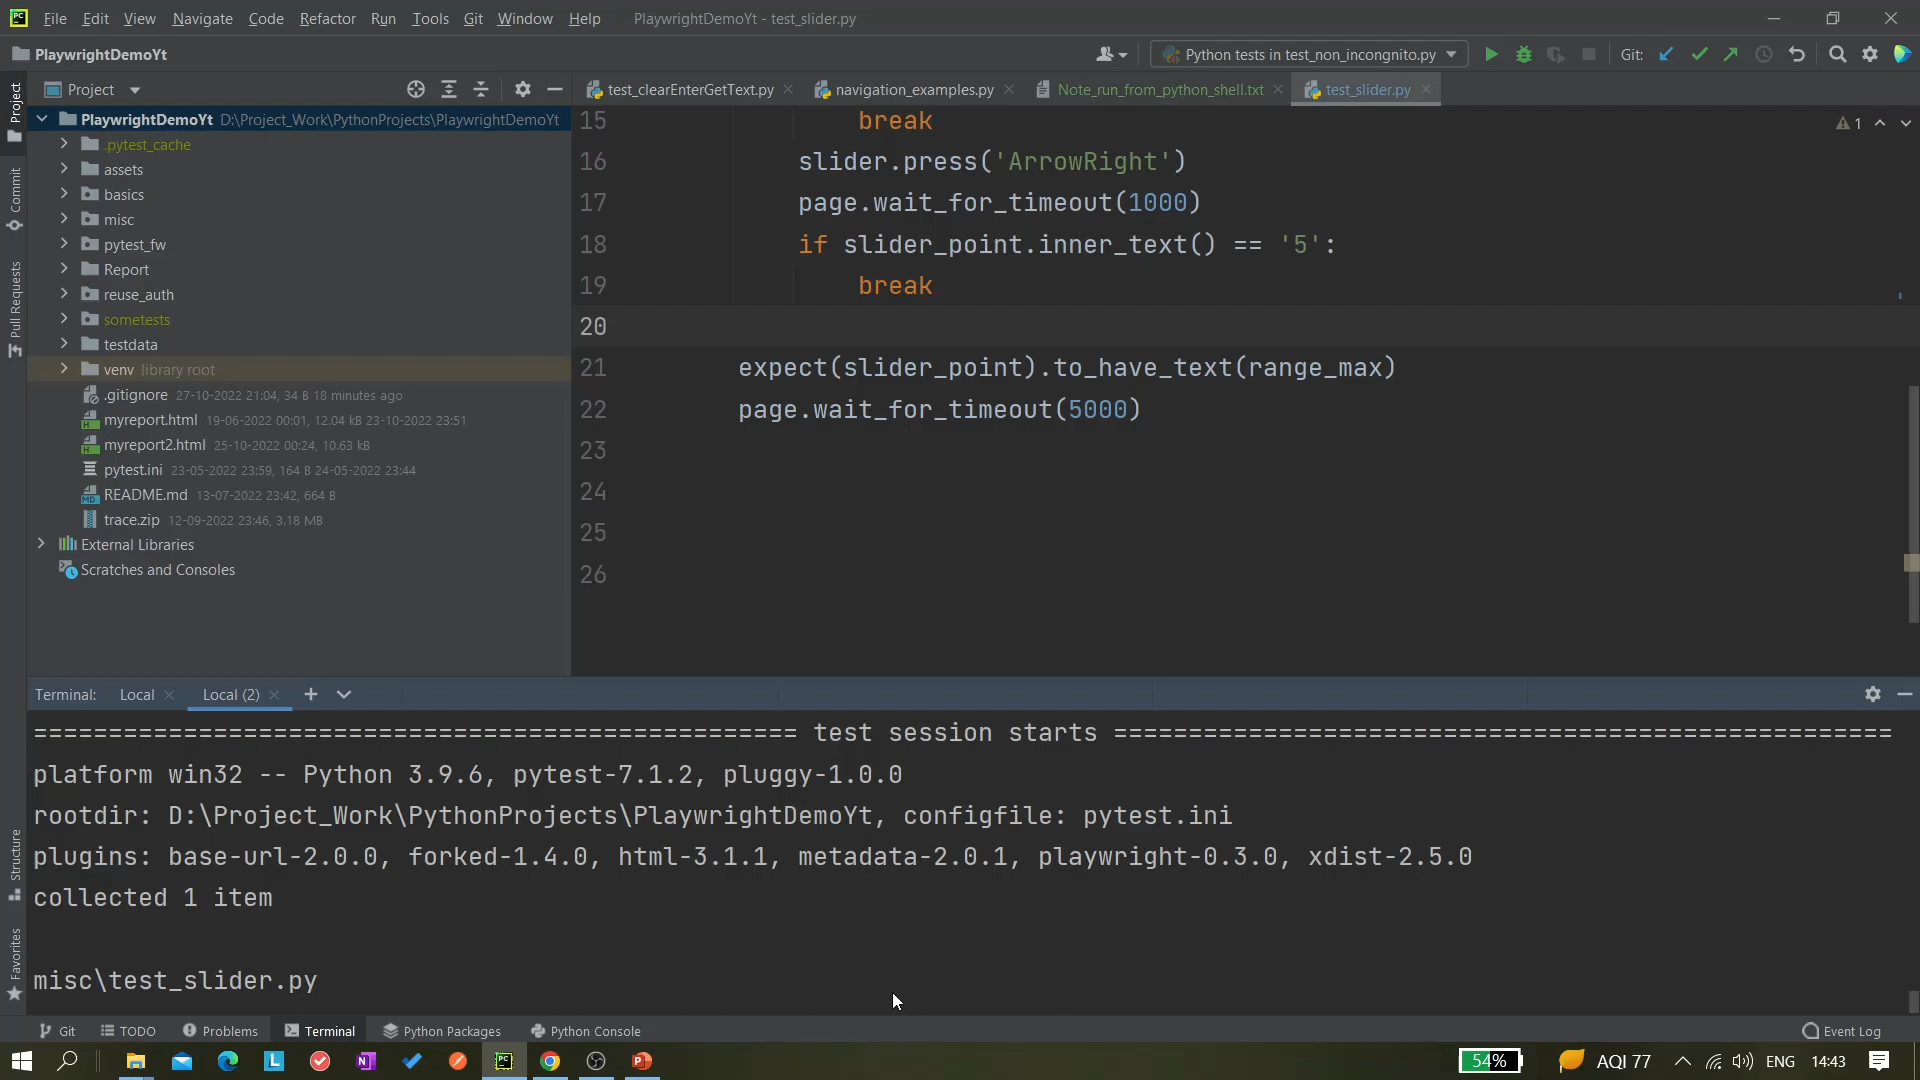 File Edit View Navigate Code Refactor Run Tools Git Window Help PlaywrightDemoYt - test_slider.py
PlaywrightDemoYt
Python tests in test_non_incongnito.py
Git:
Project
test_clearEnterGetText.py
navigation_examples.py
Note_run_from_python_shell.txt
test_slider.py
PlaywrightDemoYt D:\Project_Work\PythonProjects\PlaywrightDemoYt
.pytest_cache
assets
basics
misc
pytest_fw
Report
reuse_auth
sometests
testdata
venv library root
.gitignore 27-10-2022 21:04, 34 B 18 minutes ago
myreport.html 19-06-2022 00:01, 12.04 kB 23-10-2022 23:51
myreport2.html 25-10-2022 00:24, 10.63 kB
pytest.ini 23-05-2022 23:59, 164 B 24-05-2022 23:44
README.md 13-07-2022 23:42, 664 B
trace.zip 12-09-2022 23:46, 3.18 MB
External Libraries
Scratches and Consoles
Project
Commit
Pull Requests
Structure
Favorites
1
15 break
16 slider.press('ArrowRight')
17 page.wait_for_timeout(1000)
18 if slider_point.inner_text() == '5':
19 break
20
21 expect(slider_point).to_have_text(range_max)
22 page.wait_for_timeout(5000)
23
24
25
26
Terminal: Local Local (2)
=================================================== test session starts ====================================================
platform win32 -- Python 3.9.6, pytest-7.1.2, pluggy-1.0.0
rootdir: D:\Project_Work\PythonProjects\PlaywrightDemoYt, configfile: pytest.ini
plugins: base-url-2.0.0, forked-1.4.0, html-3.1.1, metadata-2.0.1, playwright-0.3.0, xdist-2.5.0
collected 1 item
misc\test_slider.py
Git TODO Problems Terminal Python Packages Python Console Event Log
54% AQI 77 ENG 14:43